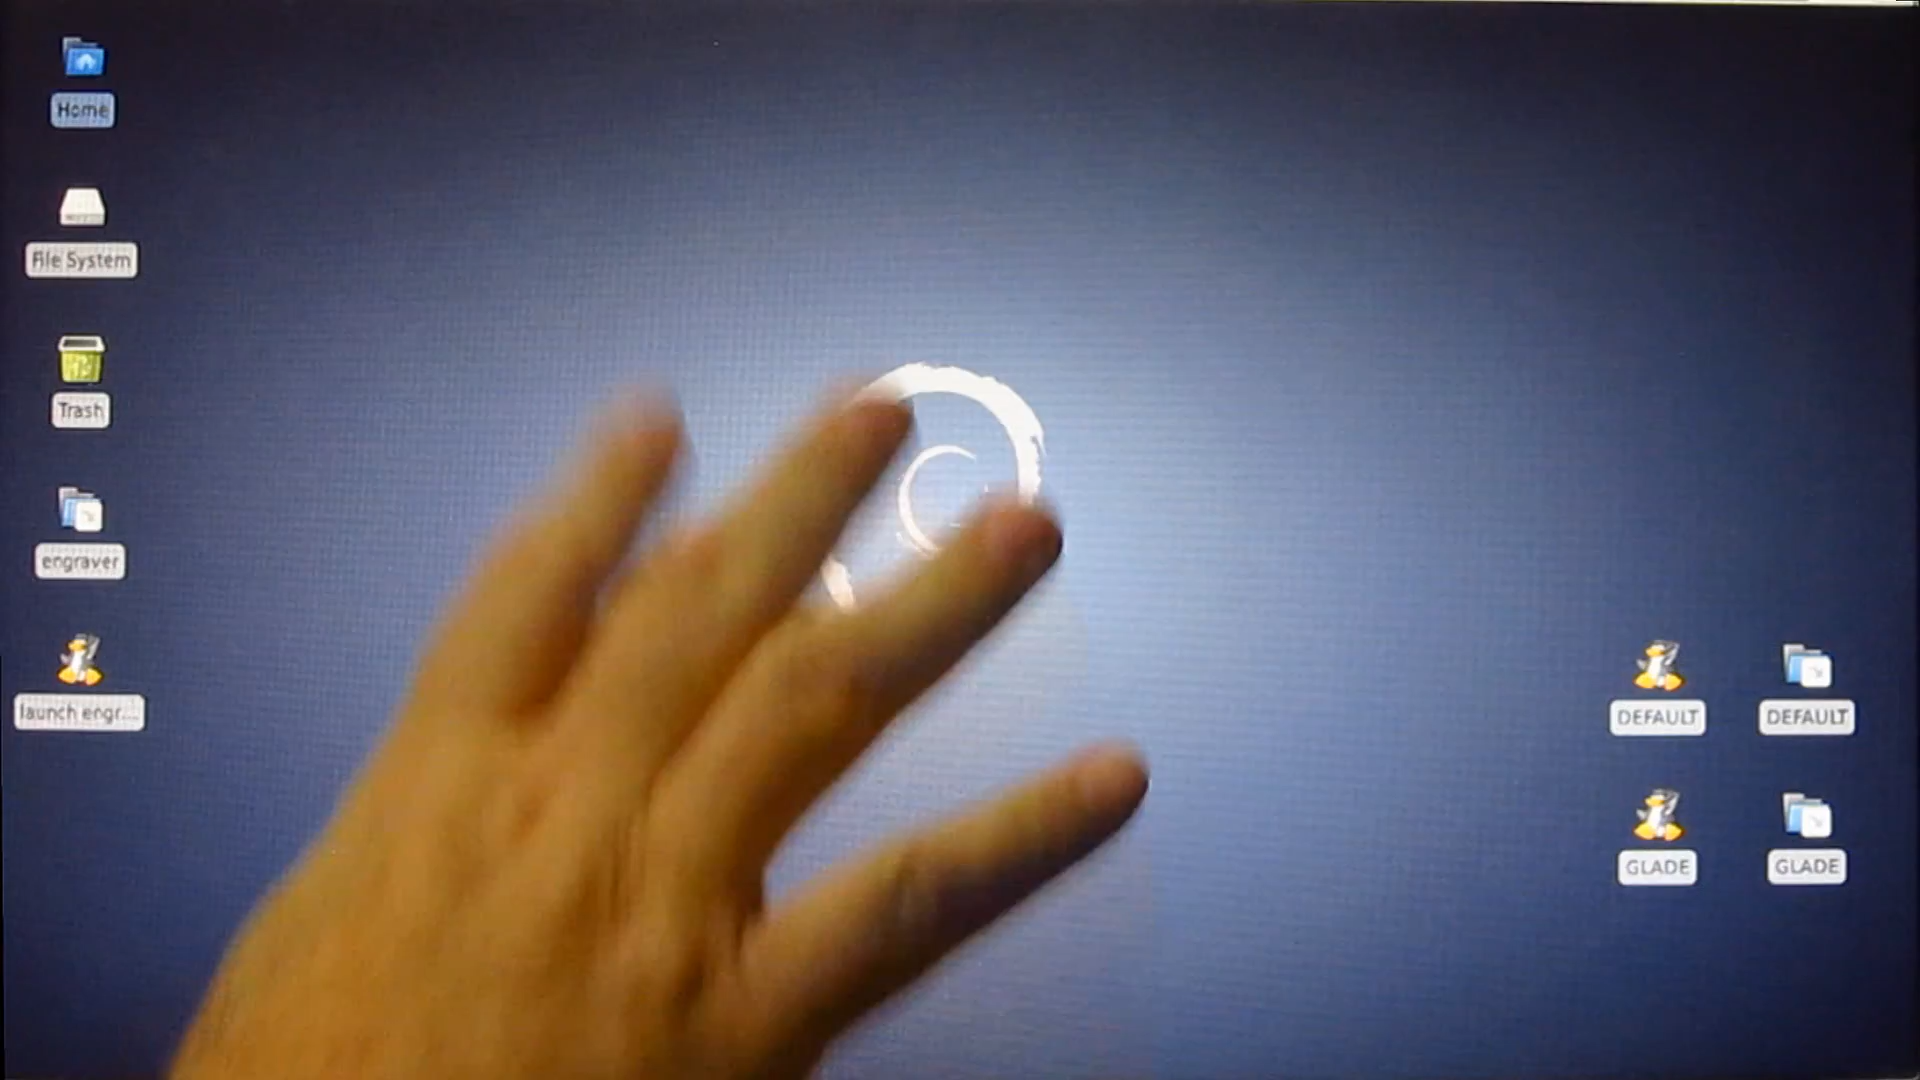 Home
File System
Trash
engraver
launch engr...
DEFAULT
DEFAULT
GLADE
GLADE